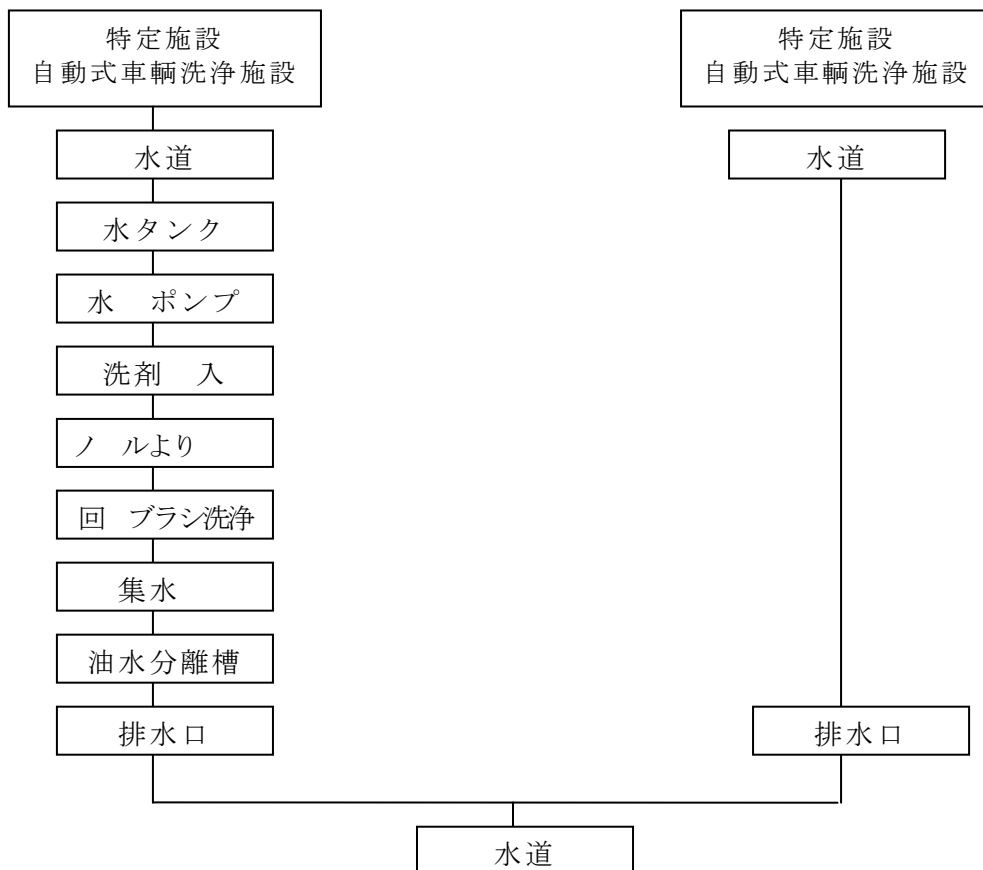 特定施設
自動式車輌洗浄施設
水道
水タンク
水　ポンプ
洗剤　入
ノ　ルより
回　ブラシ洗浄
集水
油水分離槽
排水口
特定施設
自動式車輌洗浄施設
水道
排水口
水道